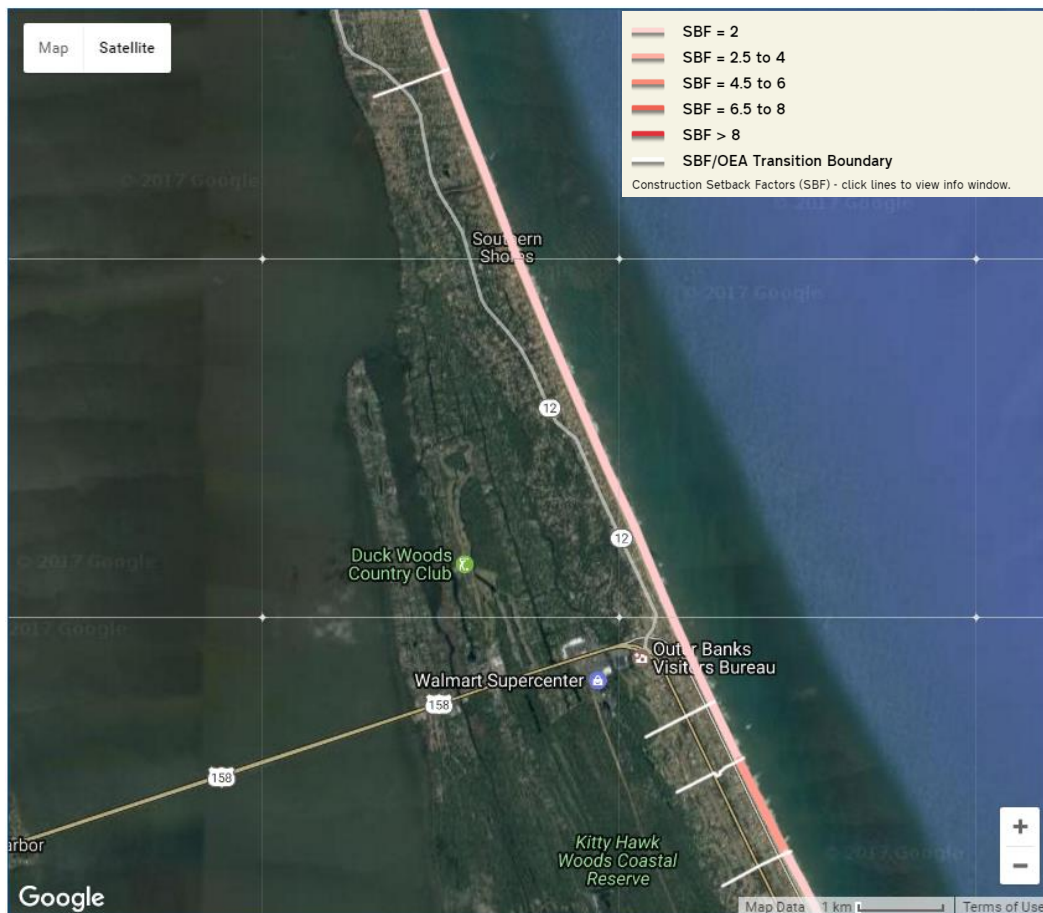 Map
Satellite
SBF = 2
SBF = 2.5 to 4
SBF = 4.5 to 6
SBF = 6.5 to 8
SBF > 8
SBF/OEA Transition Boundary
Construction Setback Factors (SBF) - click lines to view info window.
© 2017 Google
© 2017 Google
Southern
Shores
© 2017 Google
12
12
© 2017 Google
Duck Woods
Country Club
2017 Google
Outer Banks
Visitors Bureau
Walmart Supercenter
158
158
arbor
Kitty Hawk
Woods Coastal
Reserve
© 2017 Google
+
−
Google
Map Data
1 km
Terms of Use